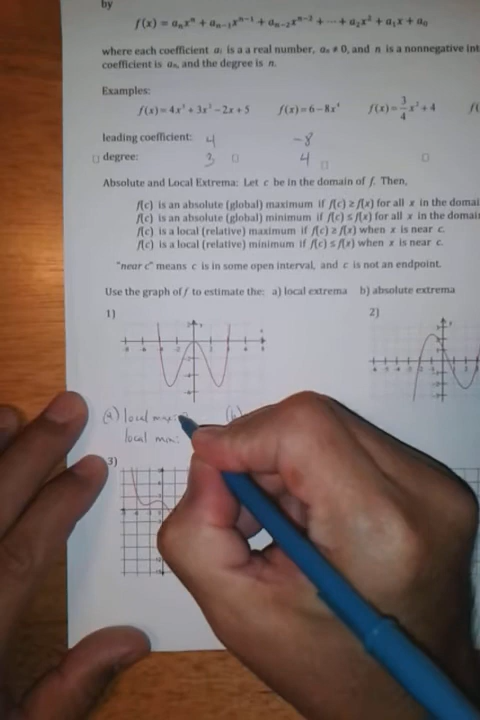 by
f(x) = aₙxⁿ + aₙ₋₁xⁿ⁻¹ + aₙ₋₂xⁿ⁻² + ⋯ + a₂x² + a₁x + a₀
where each coefficient aᵢ is a a real number, aₙ ≠ 0, and n is a nonnegative int
coefficient is aₙ, and the degree is n.
Examples:
f(x) = 4x³ + 3x² − 2x + 5 f(x) = 6 − 8x⁴ f(x) = 3/4 x² + 4 f(
leading coefficient: 4 −8
degree: 3 4
Absolute and Local Extrema: Let c be in the domain of f. Then,
f(c) is an absolute (global) maximum if f(c) ≥ f(x) for all x in the domai
f(c) is an absolute (global) minimum if f(c) ≤ f(x) for all x in the domai
f(c) is a local (relative) maximum if f(c) ≥ f(x) when x is near c.
f(c) is a local (relative) minimum if f(c) ≤ f(x) when x is near c.
"near c" means c is in some open interval, and c is not an endpoint.
Use the graph of f to estimate the: a) local extrema b) absolute extrema
1) 2)
(a) local max: (b)
local min:
3)